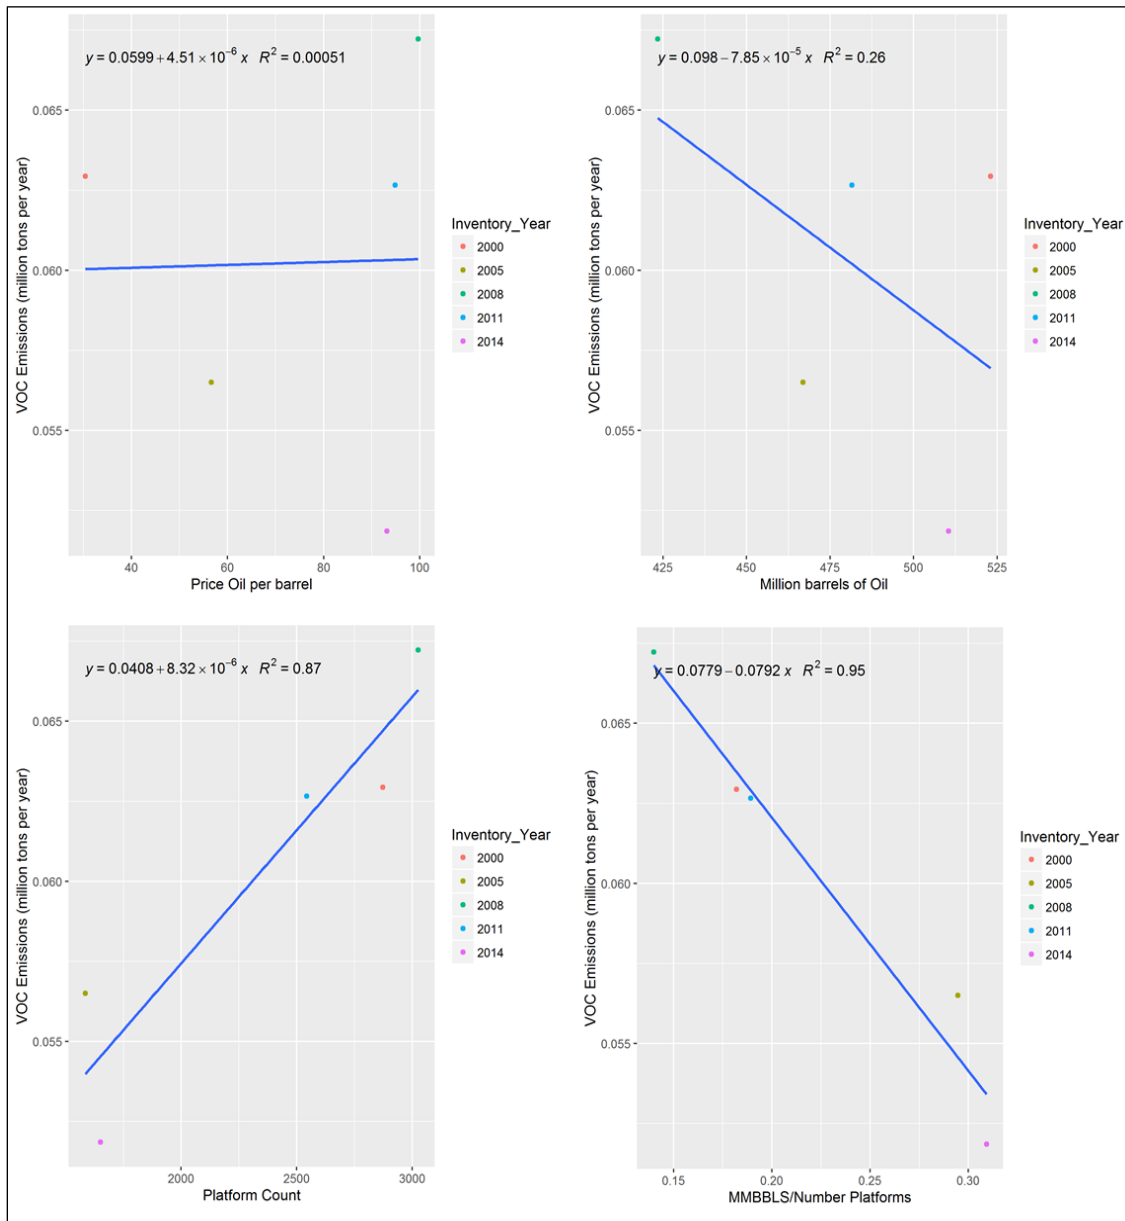 y = 0.0599 + 4.51 × 10⁻⁶ x R² = 0.00051
0.065
0.060
0.055
VOC Emissions (million tons per year)
40 60 80 100
Price Oil per barrel
Inventory_Year
2000
2005
2008
2011
2014
y = 0.098 − 7.85 × 10⁻⁵ x R² = 0.26
0.065
0.060
0.055
VOC Emissions (million tons per year)
425 450 475 500 525
Million barrels of Oil
Inventory_Year
2000
2005
2008
2011
2014
y = 0.0408 + 8.32 × 10⁻⁶ x R² = 0.87
0.065
0.060
0.055
VOC Emissions (million tons per year)
2000 2500 3000
Platform Count
Inventory_Year
2000
2005
2008
2011
2014
y = 0.0779 − 0.0792 x R² = 0.95
0.065
0.060
0.055
VOC Emissions (million tons per year)
0.15 0.20 0.25 0.30
MMBBLS/Number Platforms
Inventory_Year
2000
2005
2008
2011
2014